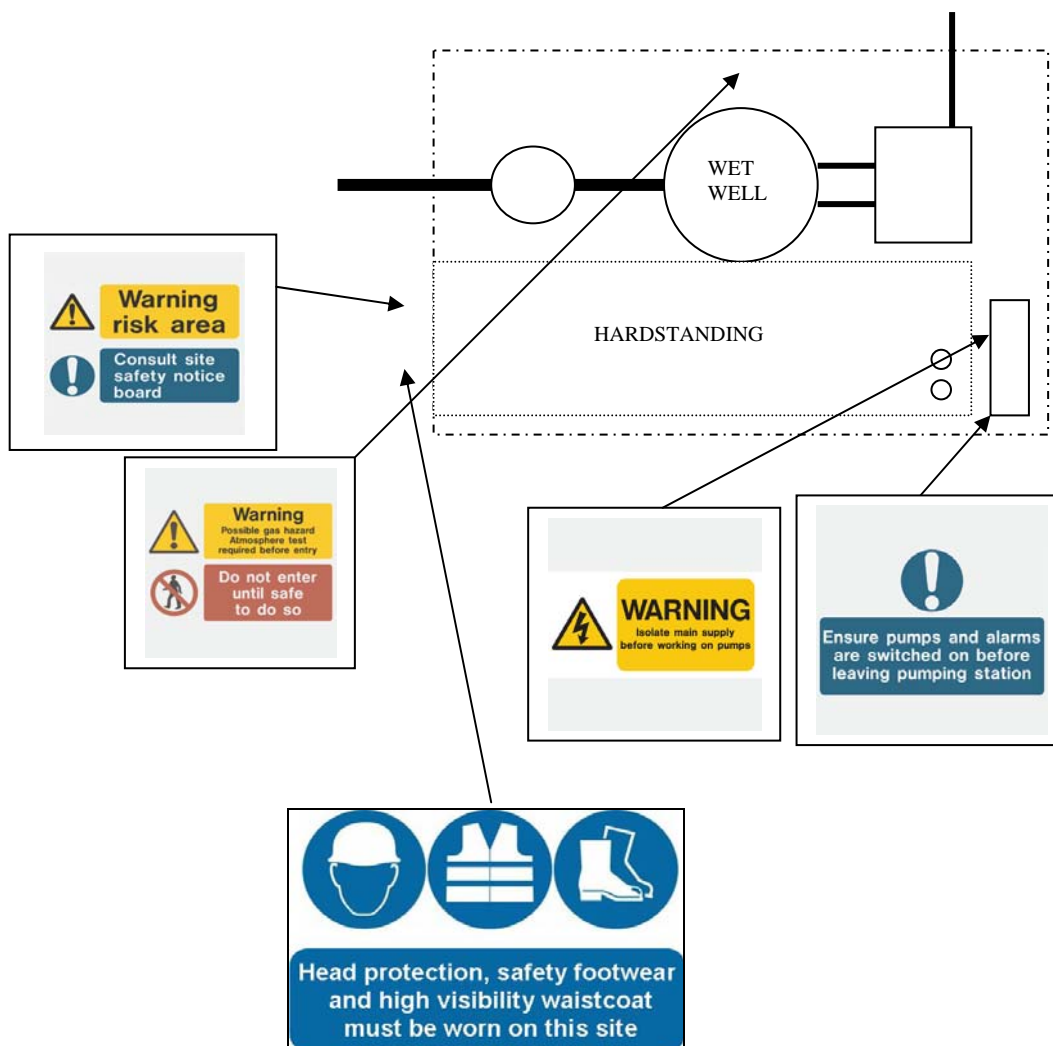 WET
WELL
HARDSTANDING
Warning
risk area
Consult site
safety notice
board
Warning
Possible gas hazard
Atmosphere test
required before entry
Do not enter
until safe
to do so
WARNING
Isolate main supply
before working on pumps
Ensure pumps and alarms
are switched on before
leaving pumping station
Head protection, safety footwear
and high visibility waistcoat
must be worn on this site